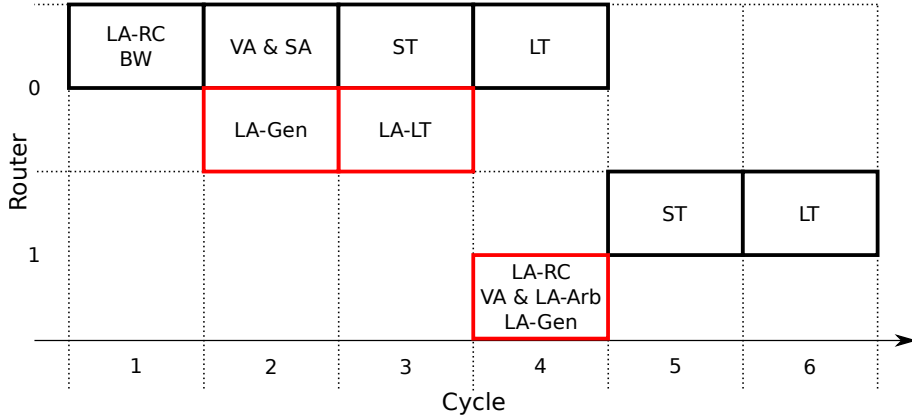 LA-RC
BW
VA & SA
ST
LT
0
LA-Gen
LA-LT
Router
ST
LT
1
LA-RC
VA & LA-Arb
LA-Gen
1
2
3
4
5
6
Cycle